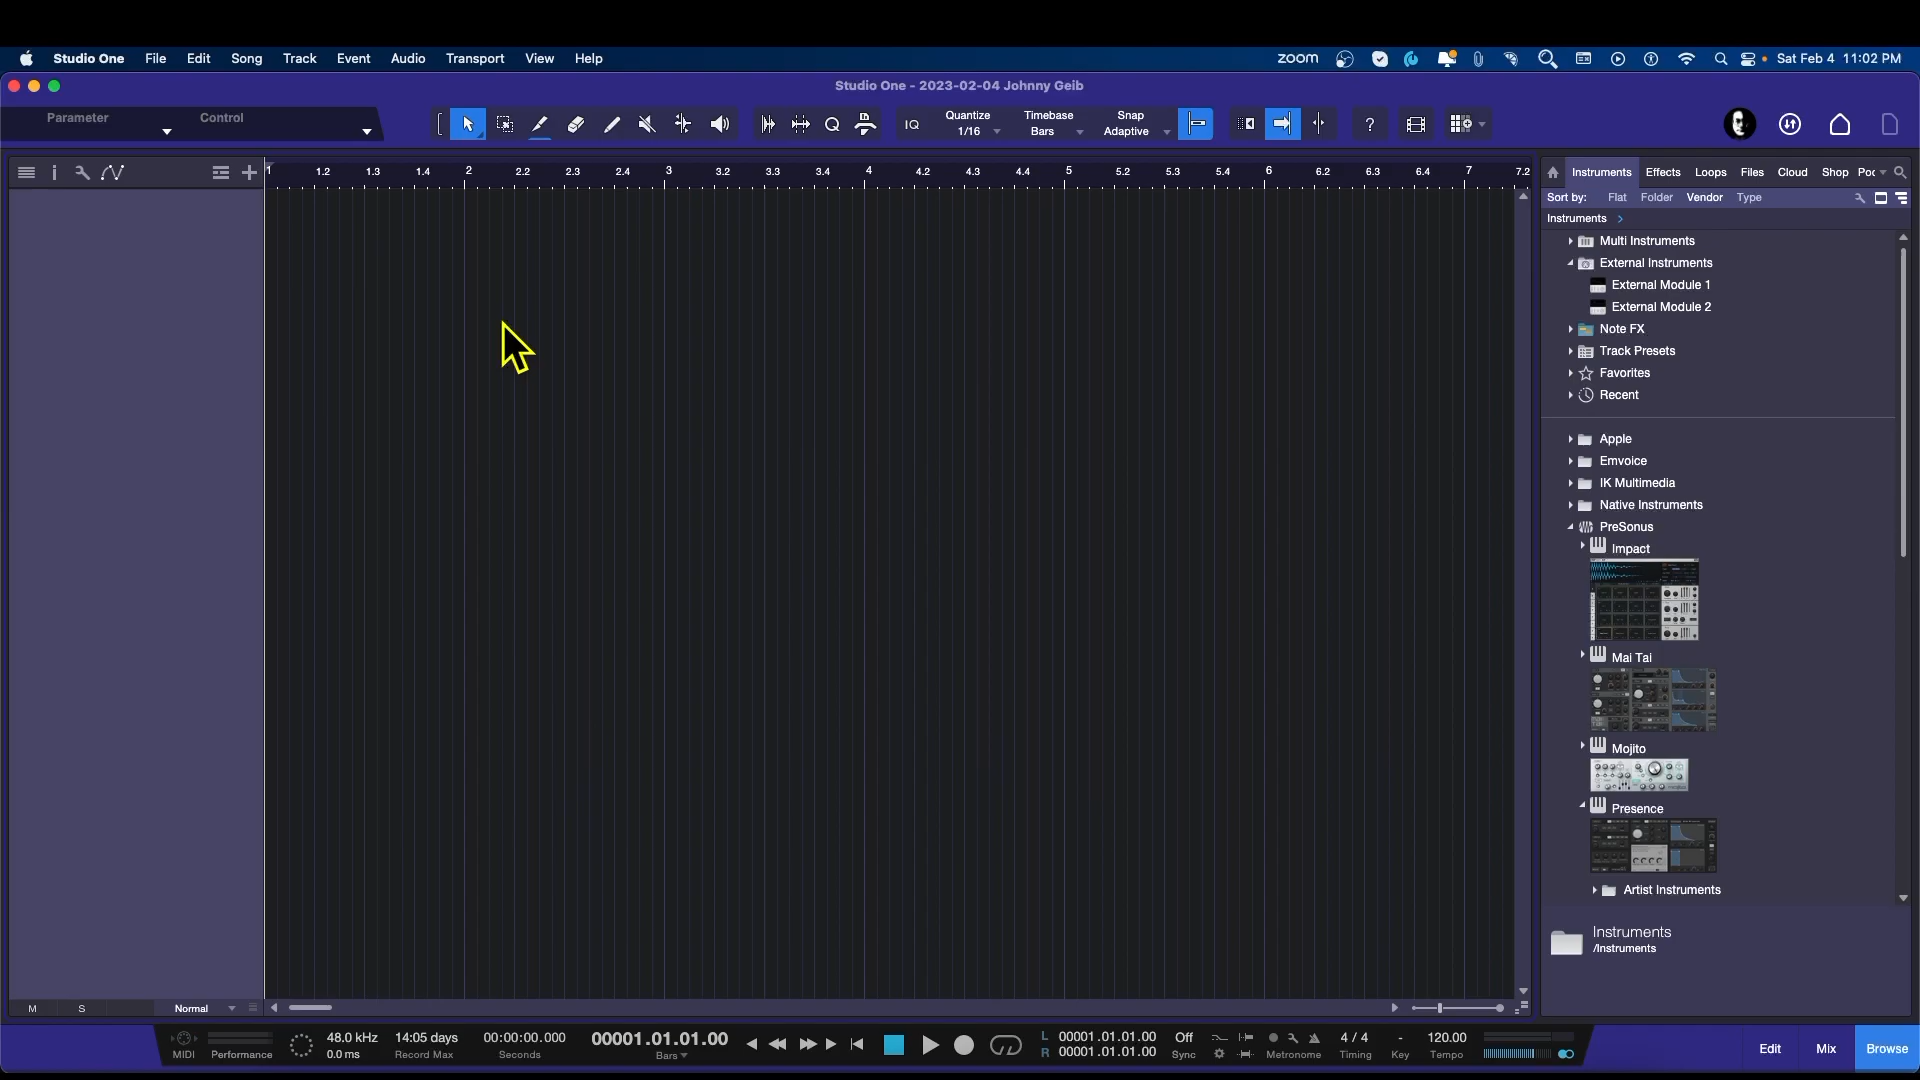 Studio One File Edit Song Track Event Audio Transport View Help
zoom Sat Feb 4 11:02 PM
Studio One - 2023-02-04 Johnny Geib
Parameter Control
Quantize Timebase Snap
IQ 1/16 Bars Adaptive ?
1 1.2 1.3 1.4 2 2.2 2.3 2.4 3 3.2 3.3 3.4 4 4.2 4.3 4.4 5 5.2 5.3 5.4 6 6.2 6.3 6.4 7 7.2
Instruments Effects Loops Files Cloud Shop Poc
Sort by: Flat Folder Vendor Type
Instruments
Multi Instruments
External Instruments
External Module 1
External Module 2
Note FX
Track Presets
Favorites
Recent
Apple
Emvoice
IK Multimedia
Native Instruments
PreSonus
Impact
Mai Tai
Mojito
Presence
Artist Instruments
Instruments
/Instruments
M S Normal
48.0 kHz 14:05 days 00:00:00.000 00001.01.01.00 L 00001.01.01.00 Off 4 / 4 - 120.00
MIDI Performance 0.0 ms Record Max Seconds Bars R 00001.01.01.00 Sync Metronome Timing Key Tempo
Edit Mix Browse